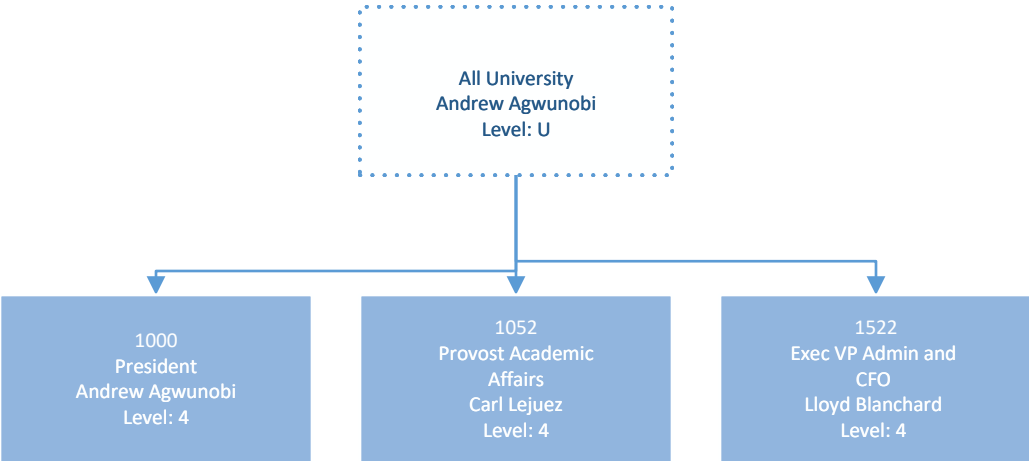 All University
Andrew Agwunobi
Level: U
1000
President
Andrew Agwunobi
Level: 4
1052
Provost Academic
Affairs
Carl Lejuez
Level: 4
1522
Exec VP Admin and
CFO
Lloyd Blanchard
Level: 4